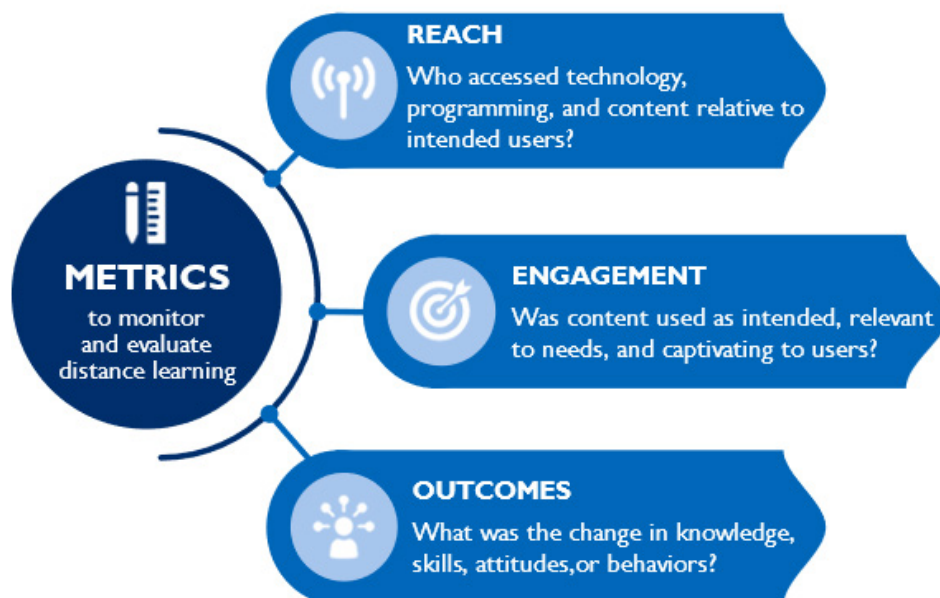 METRICS
to monitor
and evaluate
distance learning
REACH
Who accessed technology,
programming, and content relative to
intended users?
ENGAGEMENT
Was content used as intended, relevant
to needs, and captivating to users?
OUTCOMES
What was the change in knowledge,
skills, attitudes,or behaviors?